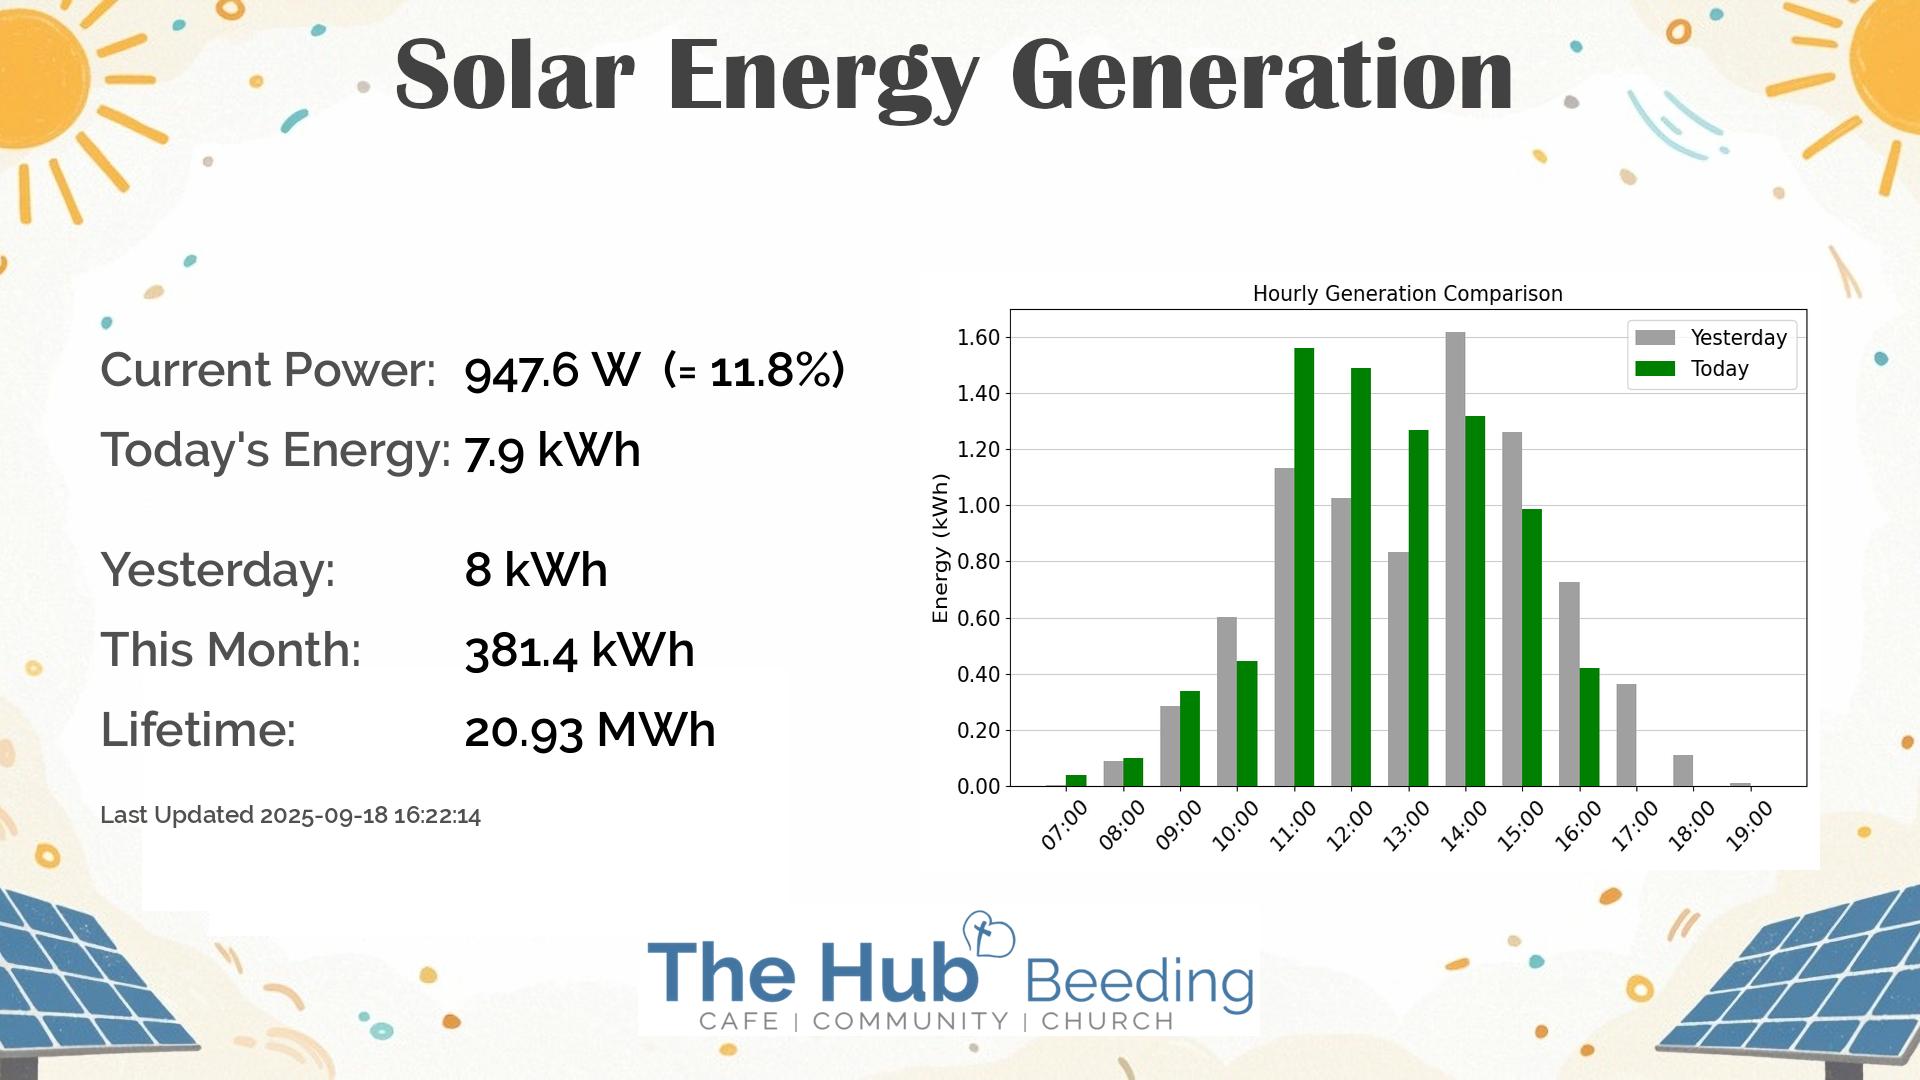 Solar Energy Generation
Current Power: 947.6 W (= 11.8%)
Today's Energy: 7.9 kWh
Yesterday: 8 kWh
This Month: 381.4 kWh
Lifetime: 20.93 MWh
Last Updated 2025-09-18 16:22:14
Hourly Generation Comparison
Yesterday
Today
Energy (kWh)
1.60
1.40
1.20
1.00
0.80
0.60
0.40
0.20
0.00
07:00 08:00 09:00 10:00 11:00 12:00 13:00 14:00 15:00 16:00 17:00 18:00 19:00
The Hub Beeding
CAFE | COMMUNITY | CHURCH